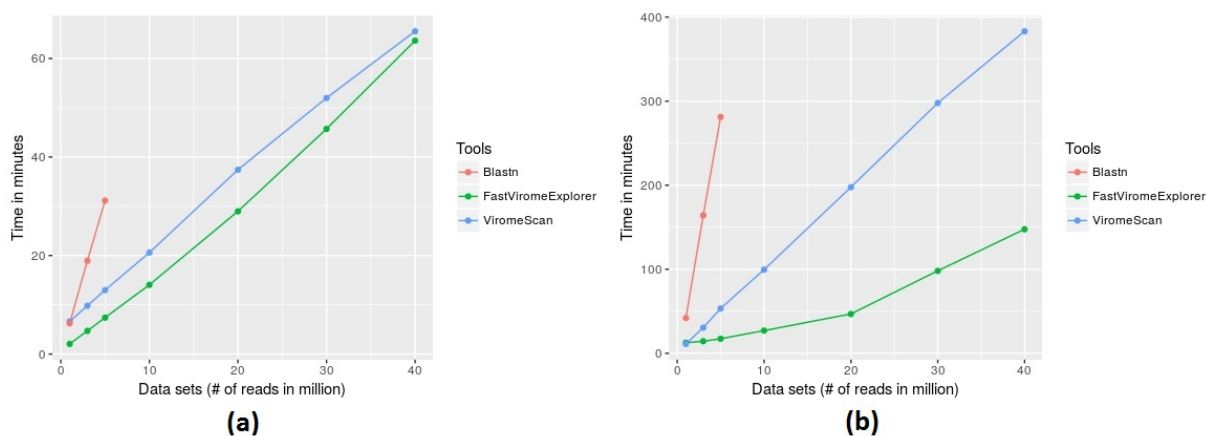 60
40
20
0
Time in minutes
0 10 20 30 40
Data sets (# of reads in million)
Tools
Blastn
FastViromeExplorer
ViromeScan
(a)
400
300
200
100
0
Time in minutes
0 10 20 30 40
Data sets (# of reads in million)
Tools
Blastn
FastViromeExplorer
ViromeScan
(b)